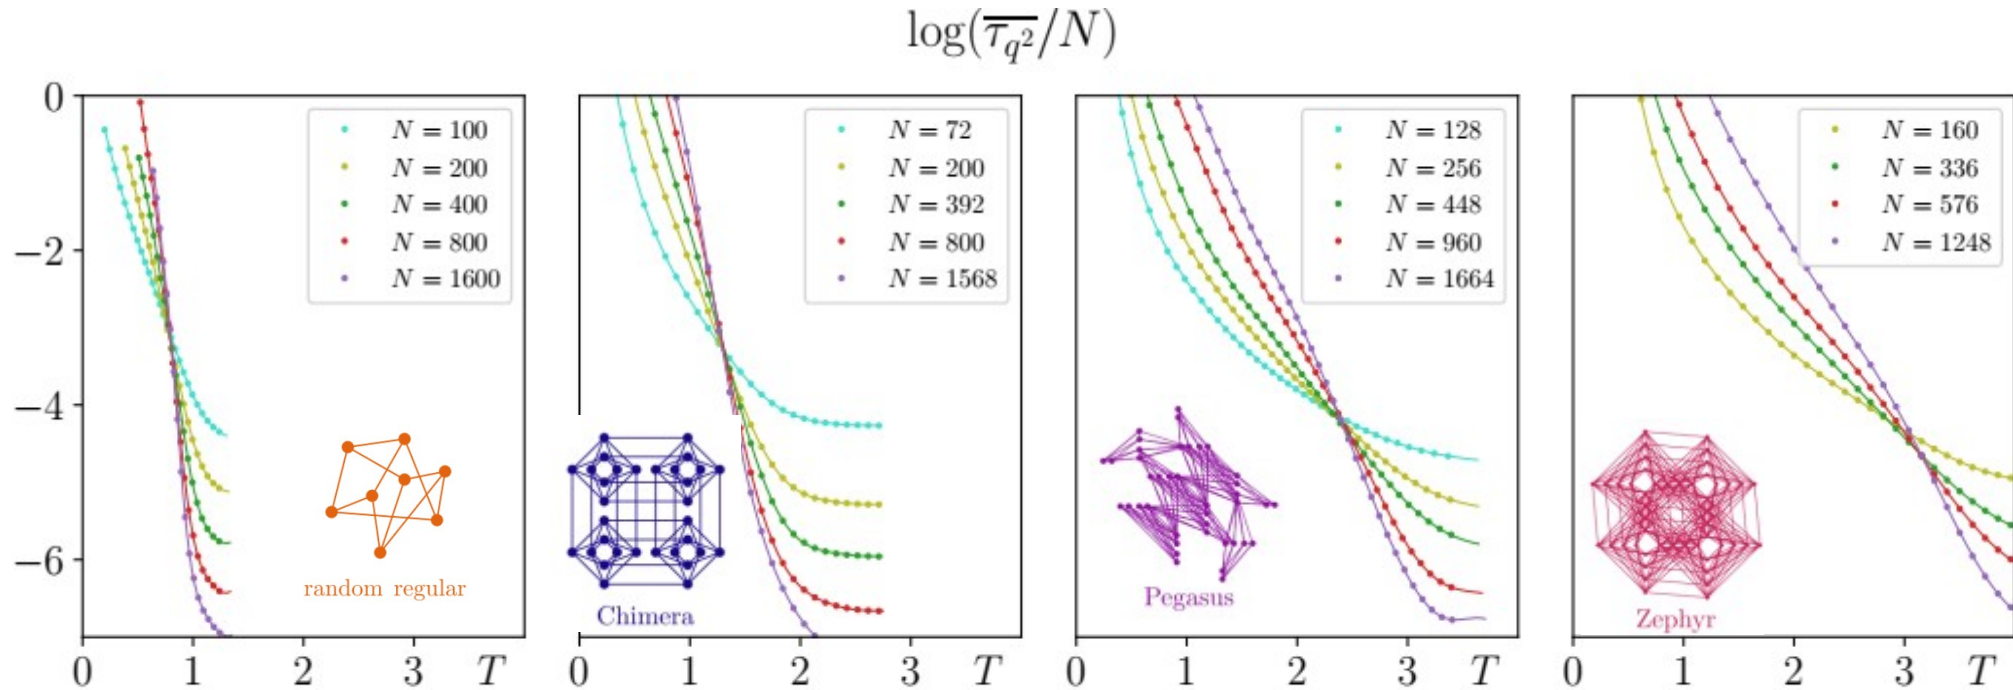 log(τ_{q²}/N)
0
−2
−4
−6
N = 100
N = 200
N = 400
N = 800
N = 1600
random regular
0 1 2 3 T
N = 72
N = 200
N = 392
N = 800
N = 1568
Chimera
0 1 2 3 T
N = 128
N = 256
N = 448
N = 960
N = 1664
Pegasus
0 1 2 3 T
N = 160
N = 336
N = 576
N = 1248
Zephyr
0 1 2 3 T